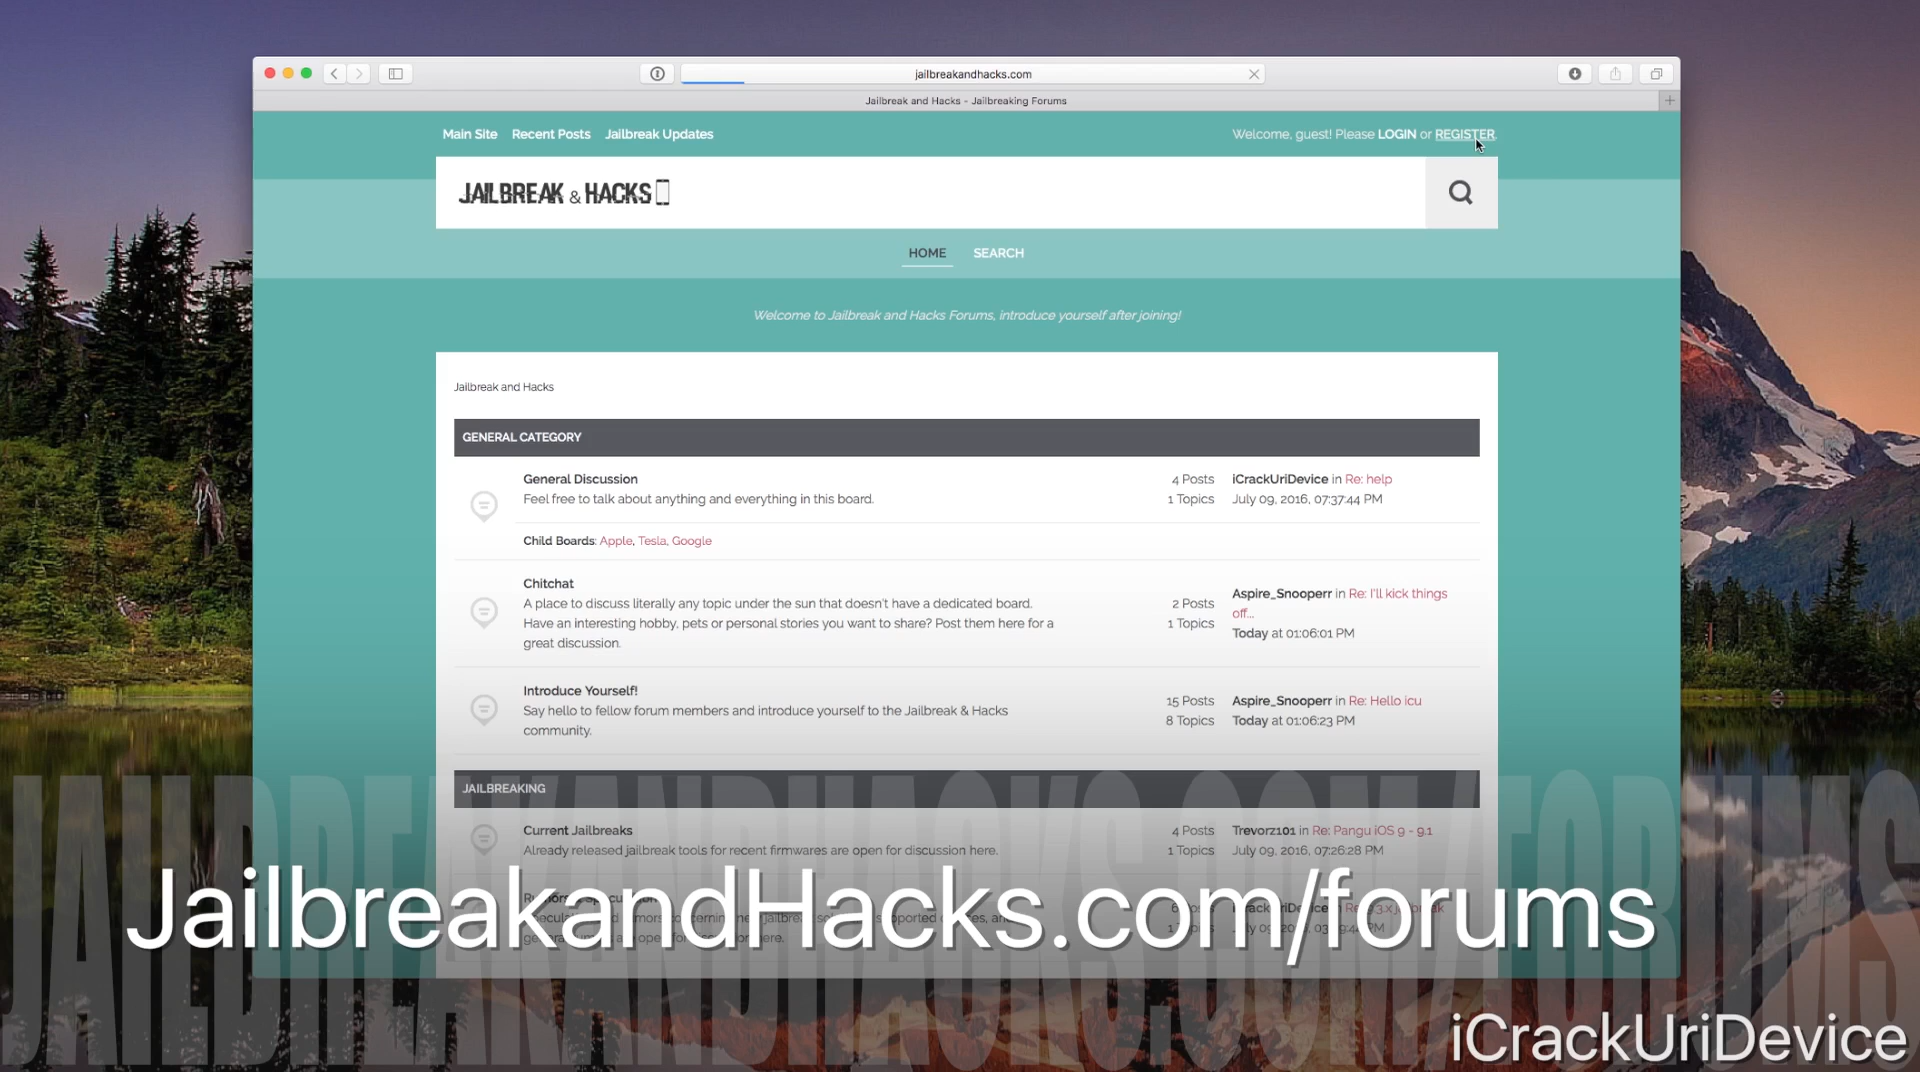 jailbreakandhacks.com
Jailbreak and Hacks - Jailbreaking Forums
Main Site Recent Posts Jailbreak Updates
Welcome, guest! Please LOGIN or REGISTER.
JAILBREAK & HACKS
HOME SEARCH
Welcome to Jailbreak and Hacks Forums, introduce yourself after joining!
Jailbreak and Hacks
GENERAL CATEGORY
General Discussion
Feel free to talk about anything and everything in this board.
4 Posts
1 Topics
iCrackUriDevice in Re: help
July 09, 2016, 07:37:44 PM
Child Boards: Apple, Tesla, Google
Chitchat
A place to discuss literally any topic under the sun that doesn't have a dedicated board.
Have an interesting hobby, pets or personal stories you want to share? Post them here for a
great discussion.
2 Posts
1 Topics
Aspire_Snooperr in Re: I'll kick things
off...
Today at 01:06:01 PM
Introduce Yourself!
Say hello to fellow forum members and introduce yourself to the Jailbreak & Hacks
community.
15 Posts
8 Topics
Aspire_Snooperr in Re: Hello icu
Today at 01:06:23 PM
JAILBREAKING
Current Jailbreaks
Already released jailbreak tools for recent firmwares are open for discussion here.
4 Posts
1 Topics
Trevorz101 in Re: Pangu iOS 9 - 9.1
July 09, 2016, 07:26:28 PM
JailbreakandHacks.com/forums
JAILBREAKANDHACKS.COM/FORUMS
iCrackUriDevice